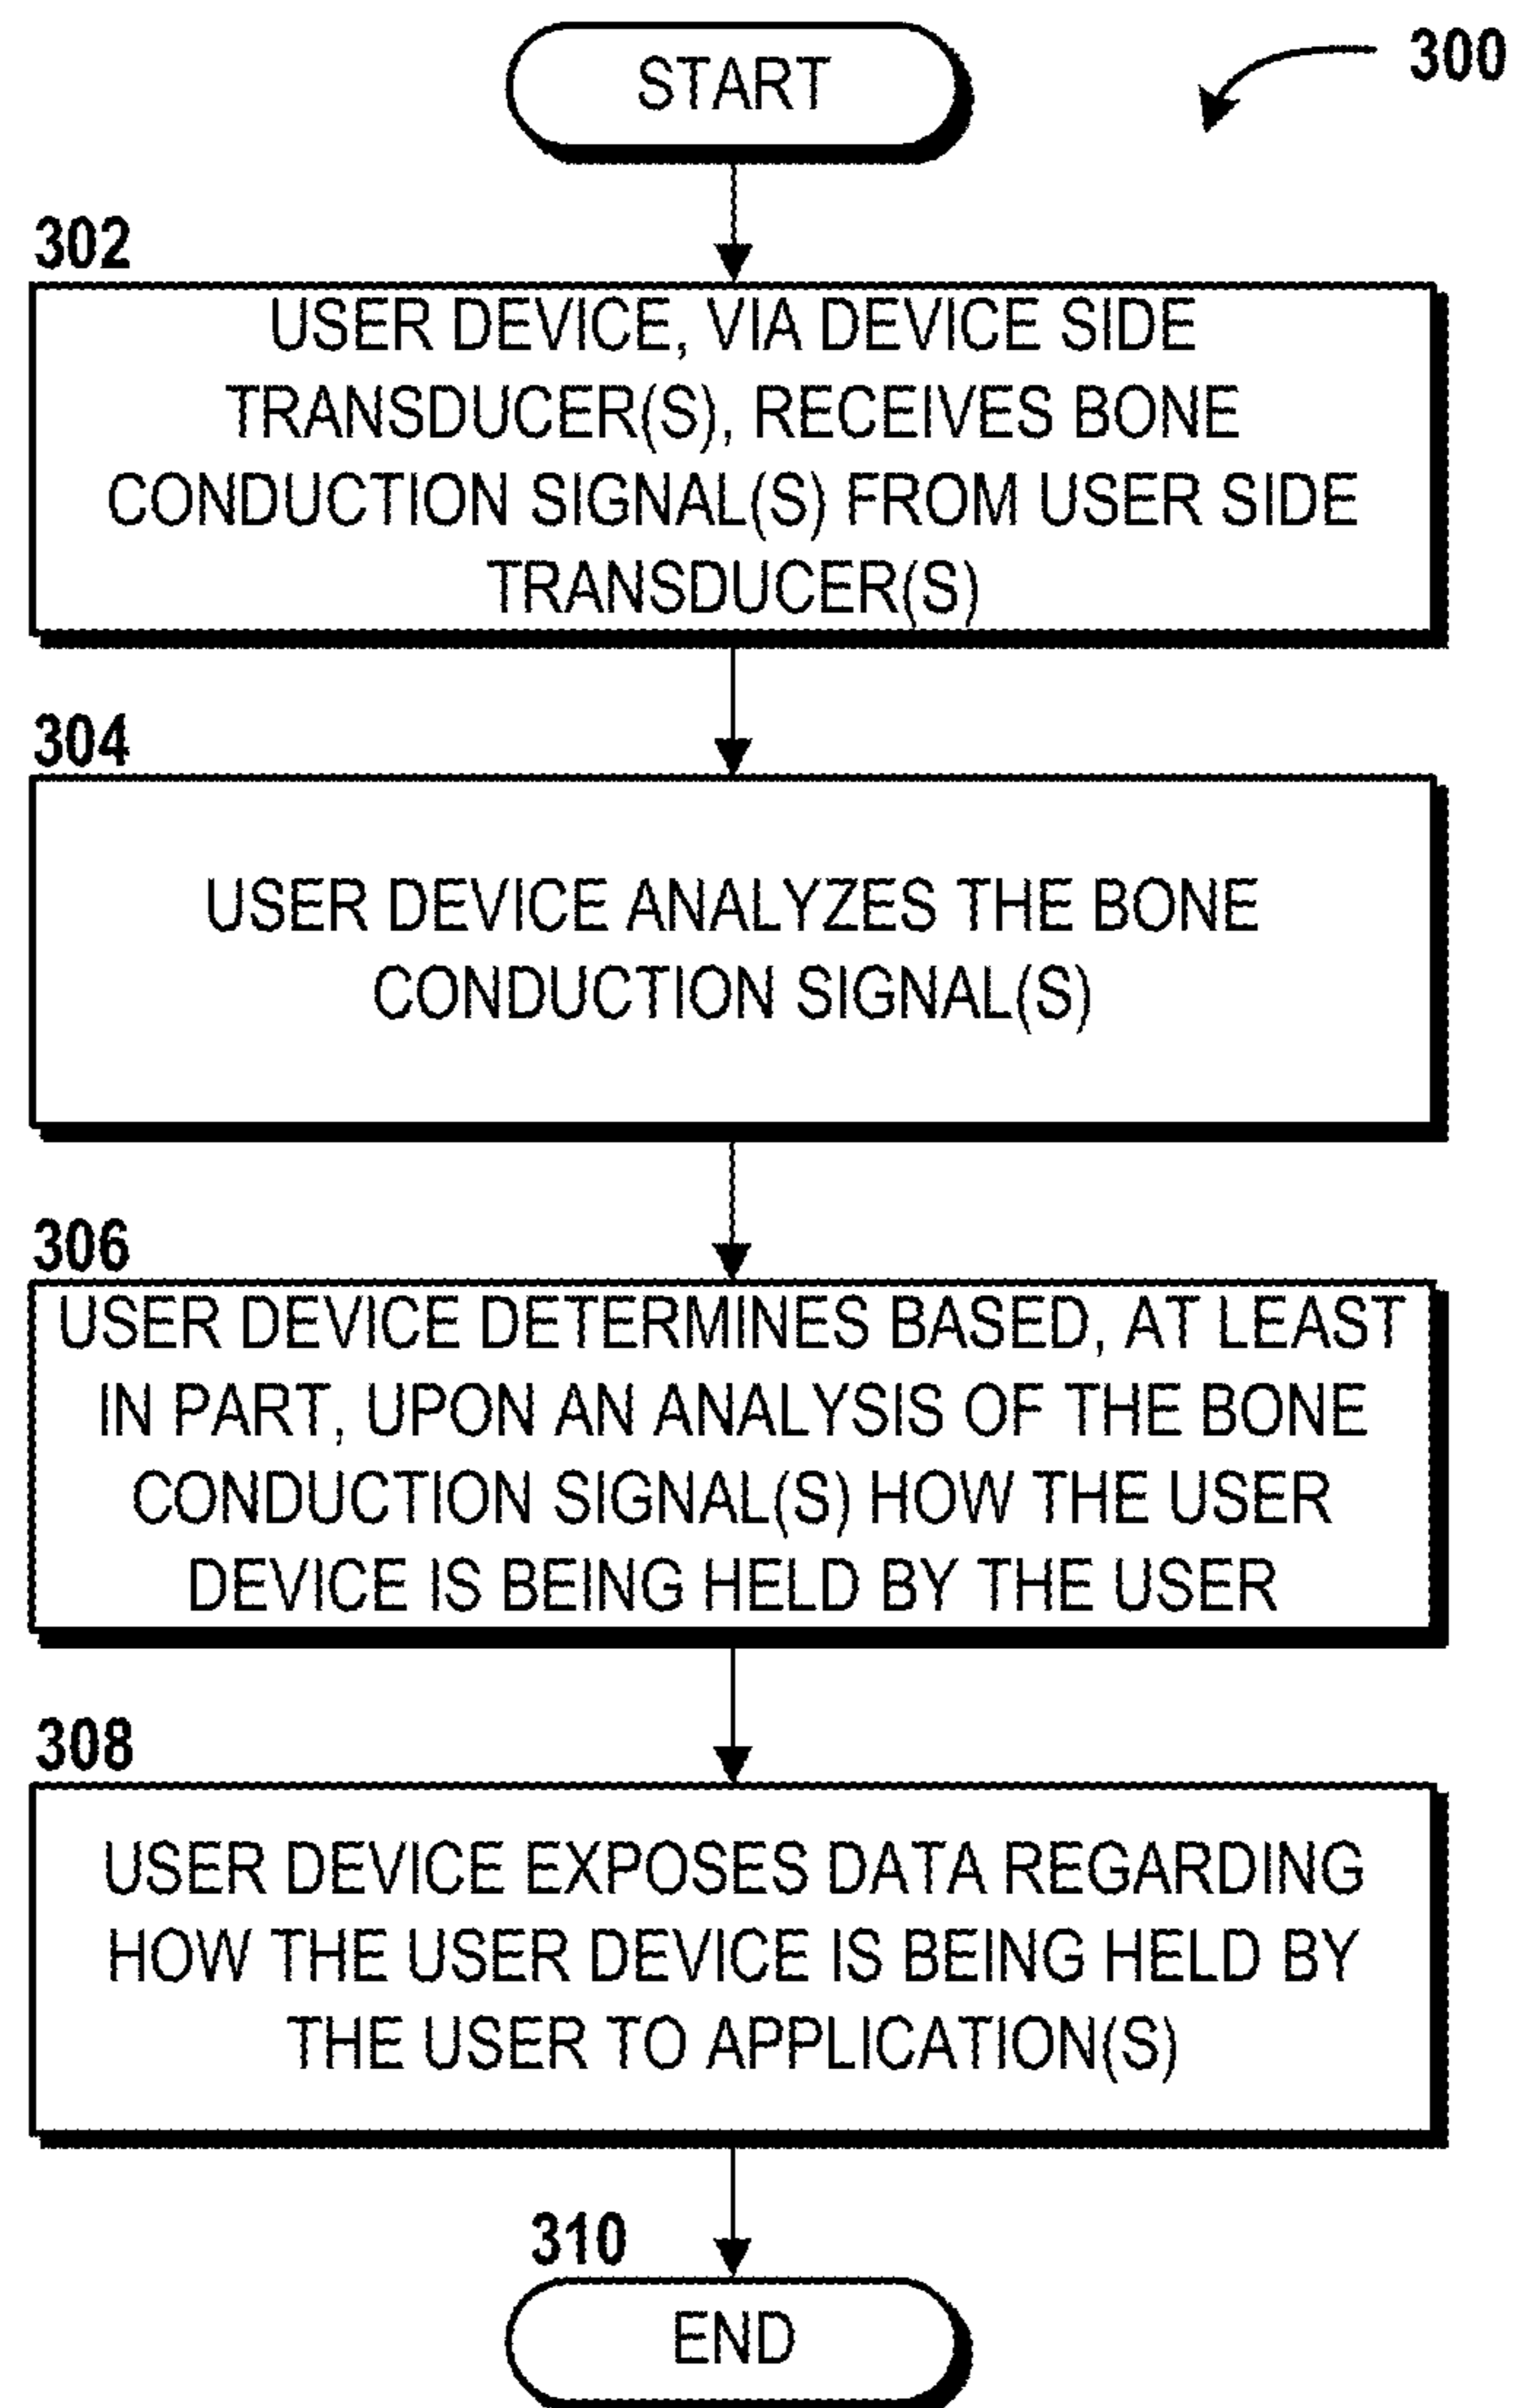 START
300
302
USER DEVICE, VIA DEVICE SIDE
TRANSDUCER(S), RECEIVES BONE
CONDUCTION SIGNAL(S) FROM USER SIDE
TRANSDUCER(S)
304
USER DEVICE ANALYZES THE BONE
CONDUCTION SIGNAL(S)
306
USER DEVICE DETERMINES BASED, AT LEAST
IN PART, UPON AN ANALYSIS OF THE BONE
CONDUCTION SIGNAL(S) HOW THE USER
DEVICE IS BEING HELD BY THE USER
308
USER DEVICE EXPOSES DATA REGARDING
HOW THE USER DEVICE IS BEING HELD BY
THE USER TO APPLICATION(S)
310
END